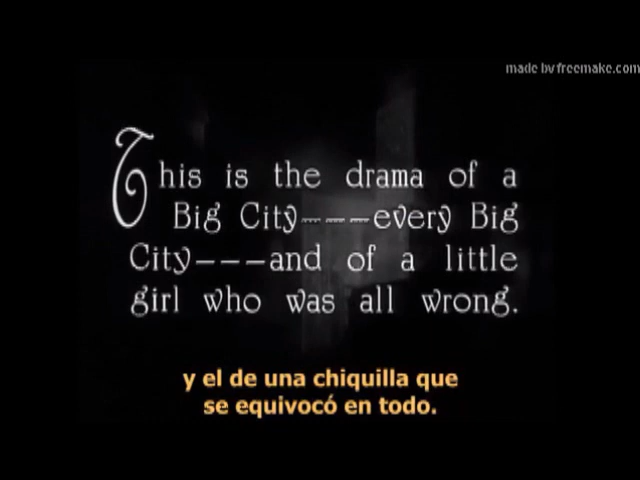 made by freemake.com
This is the drama of a
Big City---every Big
City---and of a little
girl who was all wrong.
y el de una chiquilla que
se equivocó en todo.